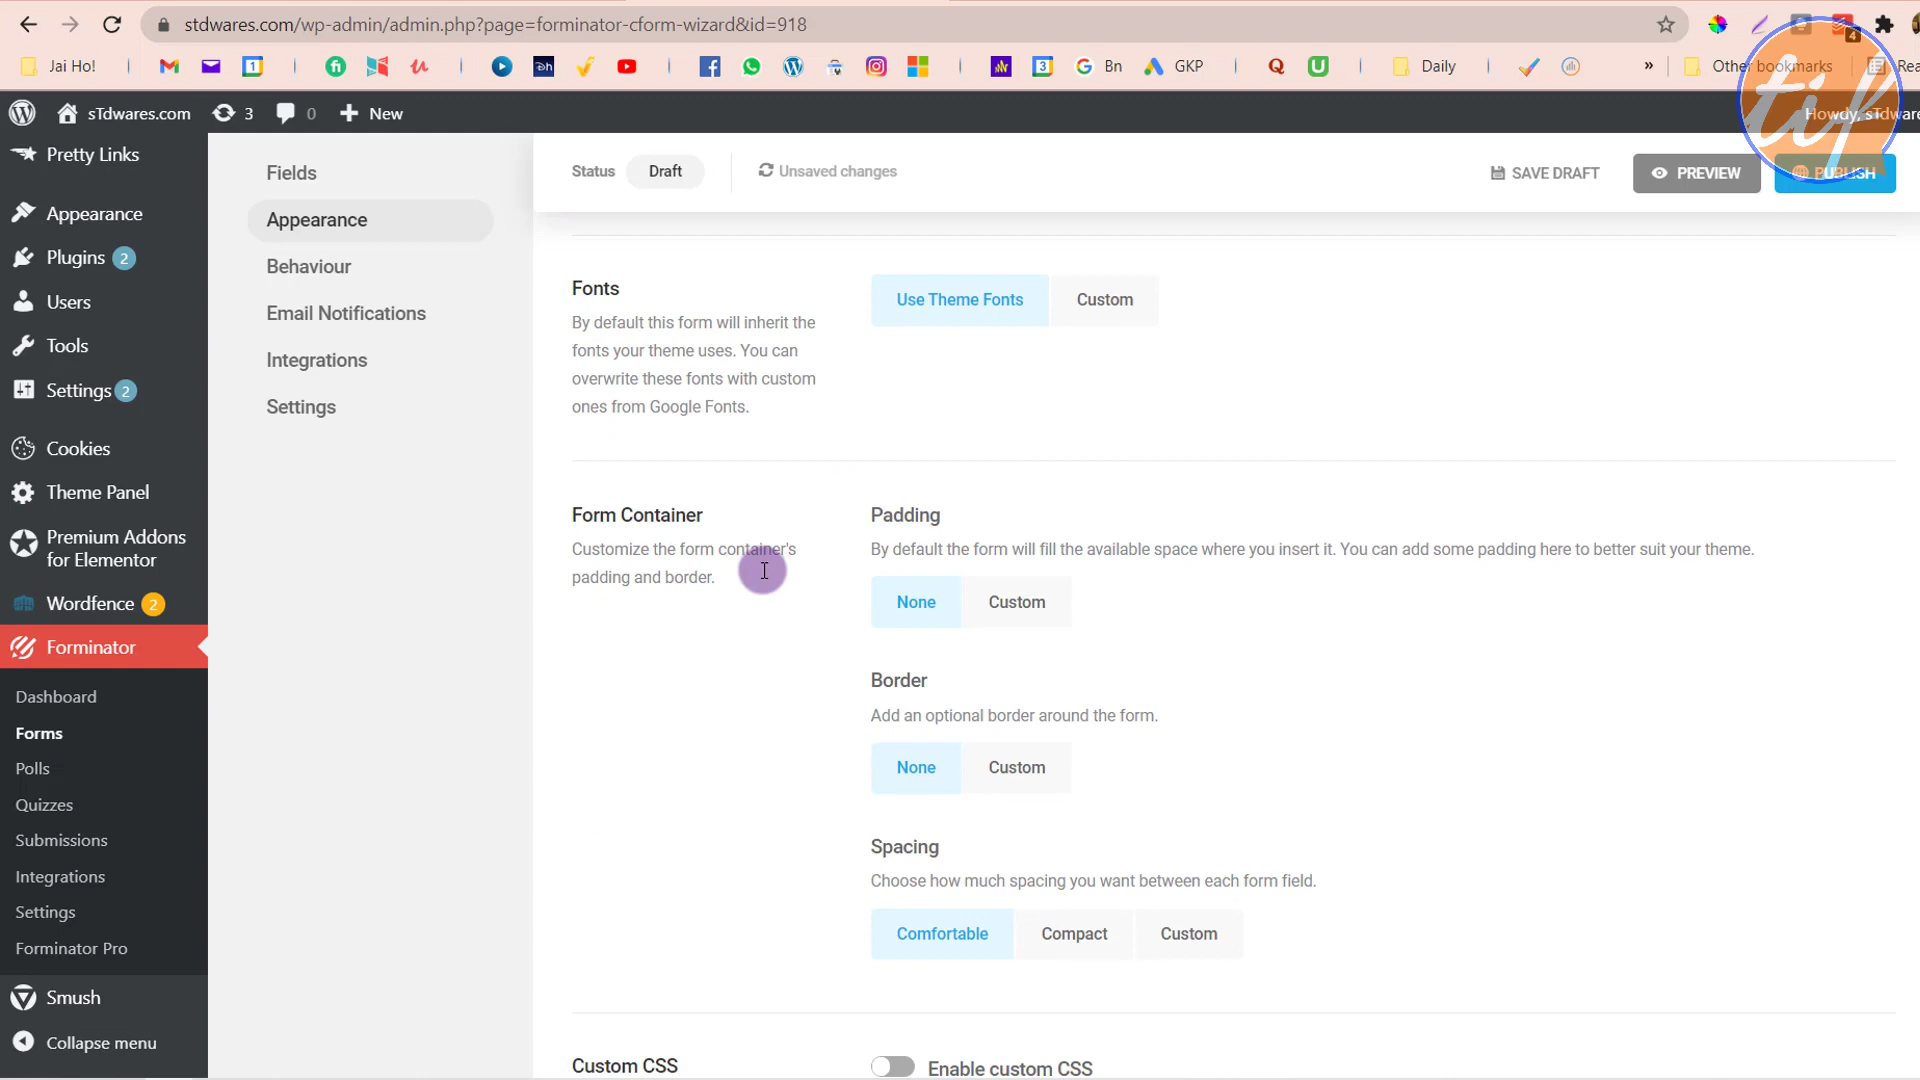 stdwares.com/wp-admin/admin.php?page=forminator-cform-wizard&id=918
4
Jai Ho!
1
3
Bn
GKP
Daily
»
Other bookmarks
Rea
sTdwares.com
3
0
New
Howdy, sTdware
tif
Pretty Links
Appearance
Plugins 2
Users
Tools
Settings 2
Cookies
Theme Panel
Premium Addons
for Elementor
Wordfence 2
Forminator
Dashboard
Forms
Polls
Quizzes
Submissions
Integrations
Settings
Forminator Pro
Smush
Collapse menu
Fields
Appearance
Behaviour
Email Notifications
Integrations
Settings
Status Draft Unsaved changes SAVE DRAFT PREVIEW PUBLISH
Fonts
By default this form will inherit the
fonts your theme uses. You can
overwrite these fonts with custom
ones from Google Fonts.
Use Theme Fonts Custom
Form Container
Customize the form container's
padding and border.
Padding
By default the form will fill the available space where you insert it. You can add some padding here to better suit your theme.
None Custom
Border
Add an optional border around the form.
None Custom
Spacing
Choose how much spacing you want between each form field.
Comfortable Compact Custom
Custom CSS
Enable custom CSS